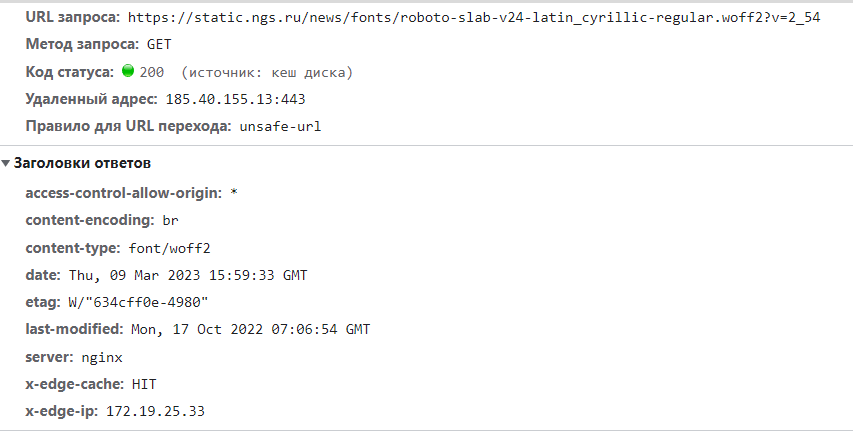 URL запроса: https://static.ngs.ru/news/fonts/roboto-slab-v24-latin_cyrillic-regular.woff2?v=2_54
Метод запроса: GET
Код статуса: 200 (источник: кеш диска)
Удаленный адрес: 185.40.155.13:443
Правило для URL перехода: unsafe-url
Заголовки ответов
access-control-allow-origin: *
content-encoding: br
content-type: font/woff2
date: Thu, 09 Mar 2023 15:59:33 GMT
etag: W/"634cff0e-4980"
last-modified: Mon, 17 Oct 2022 07:06:54 GMT
server: nginx
x-edge-cache: HIT
x-edge-ip: 172.19.25.33